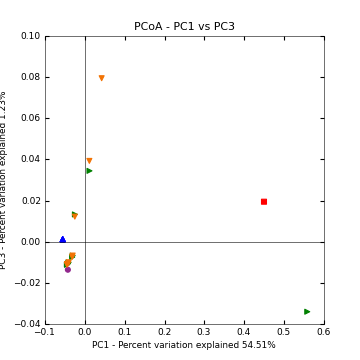 PCoA - PC1 vs PC3
0.10
0.08
0.06
0.04
0.02
0.00
−0.02
−0.04
PC3 - Percent variation explained 1.23%
−0.1 0.0 0.1 0.2 0.3 0.4 0.5 0.6
PC1 - Percent variation explained 54.51%